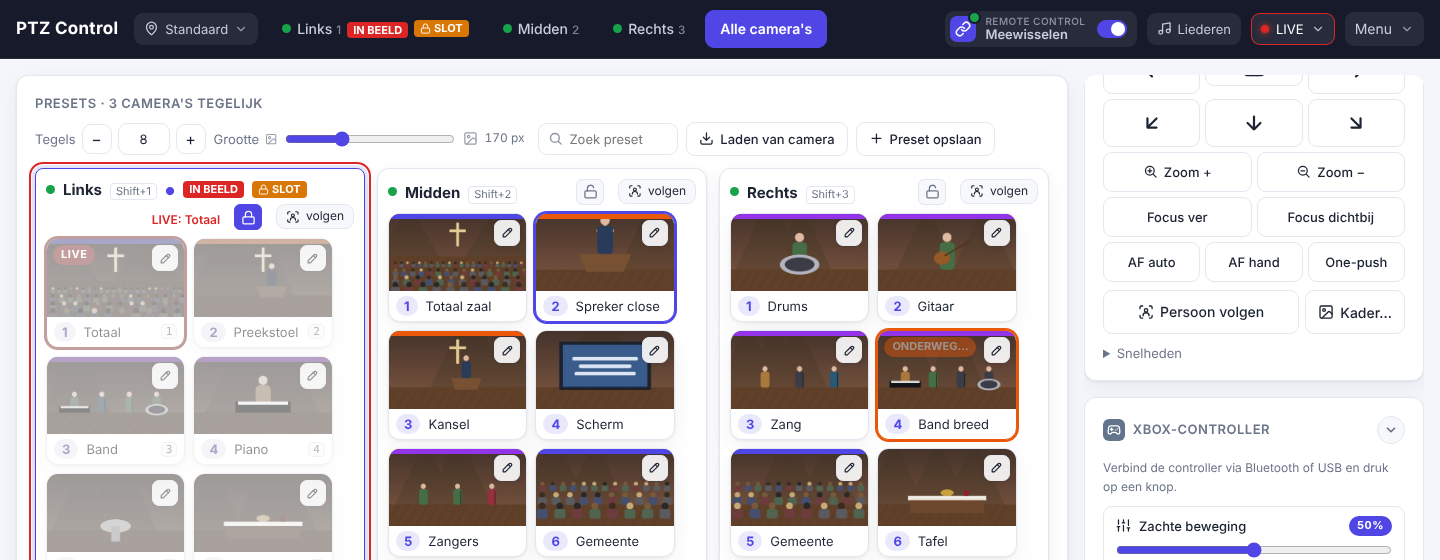 PTZ Control
Standaard
Links 1 IN BEELD SLOT
Midden 2
Rechts 3
Alle camera's
REMOTE CONTROL
Meewisselen
Liederen
LIVE
Menu
PRESETS · 3 CAMERA'S TEGELIJK
Tegels − 8 + Grootte 170 px
Zoek preset
Laden van camera
Preset opslaan
Links Shift+1 IN BEELD SLOT
LIVE: Totaal volgen
LIVE
1 Totaal 1
2 Preekstoel 2
3 Band 3
4 Piano 4
Midden Shift+2 volgen
1 Totaal zaal
2 Spreker close
3 Kansel
4 Scherm
5 Zangers
6 Gemeente
Rechts Shift+3 volgen
1 Drums
2 Gitaar
ONDERWEG...
3 Zang
4 Band breed
5 Gemeente
6 Tafel
Zoom +
Zoom −
Focus ver
Focus dichtbij
AF auto
AF hand
One-push
Persoon volgen
Kader...
Snelheden
XBOX-CONTROLLER
Verbind de controller via Bluetooth of USB en druk
op een knop.
Zachte beweging 50%